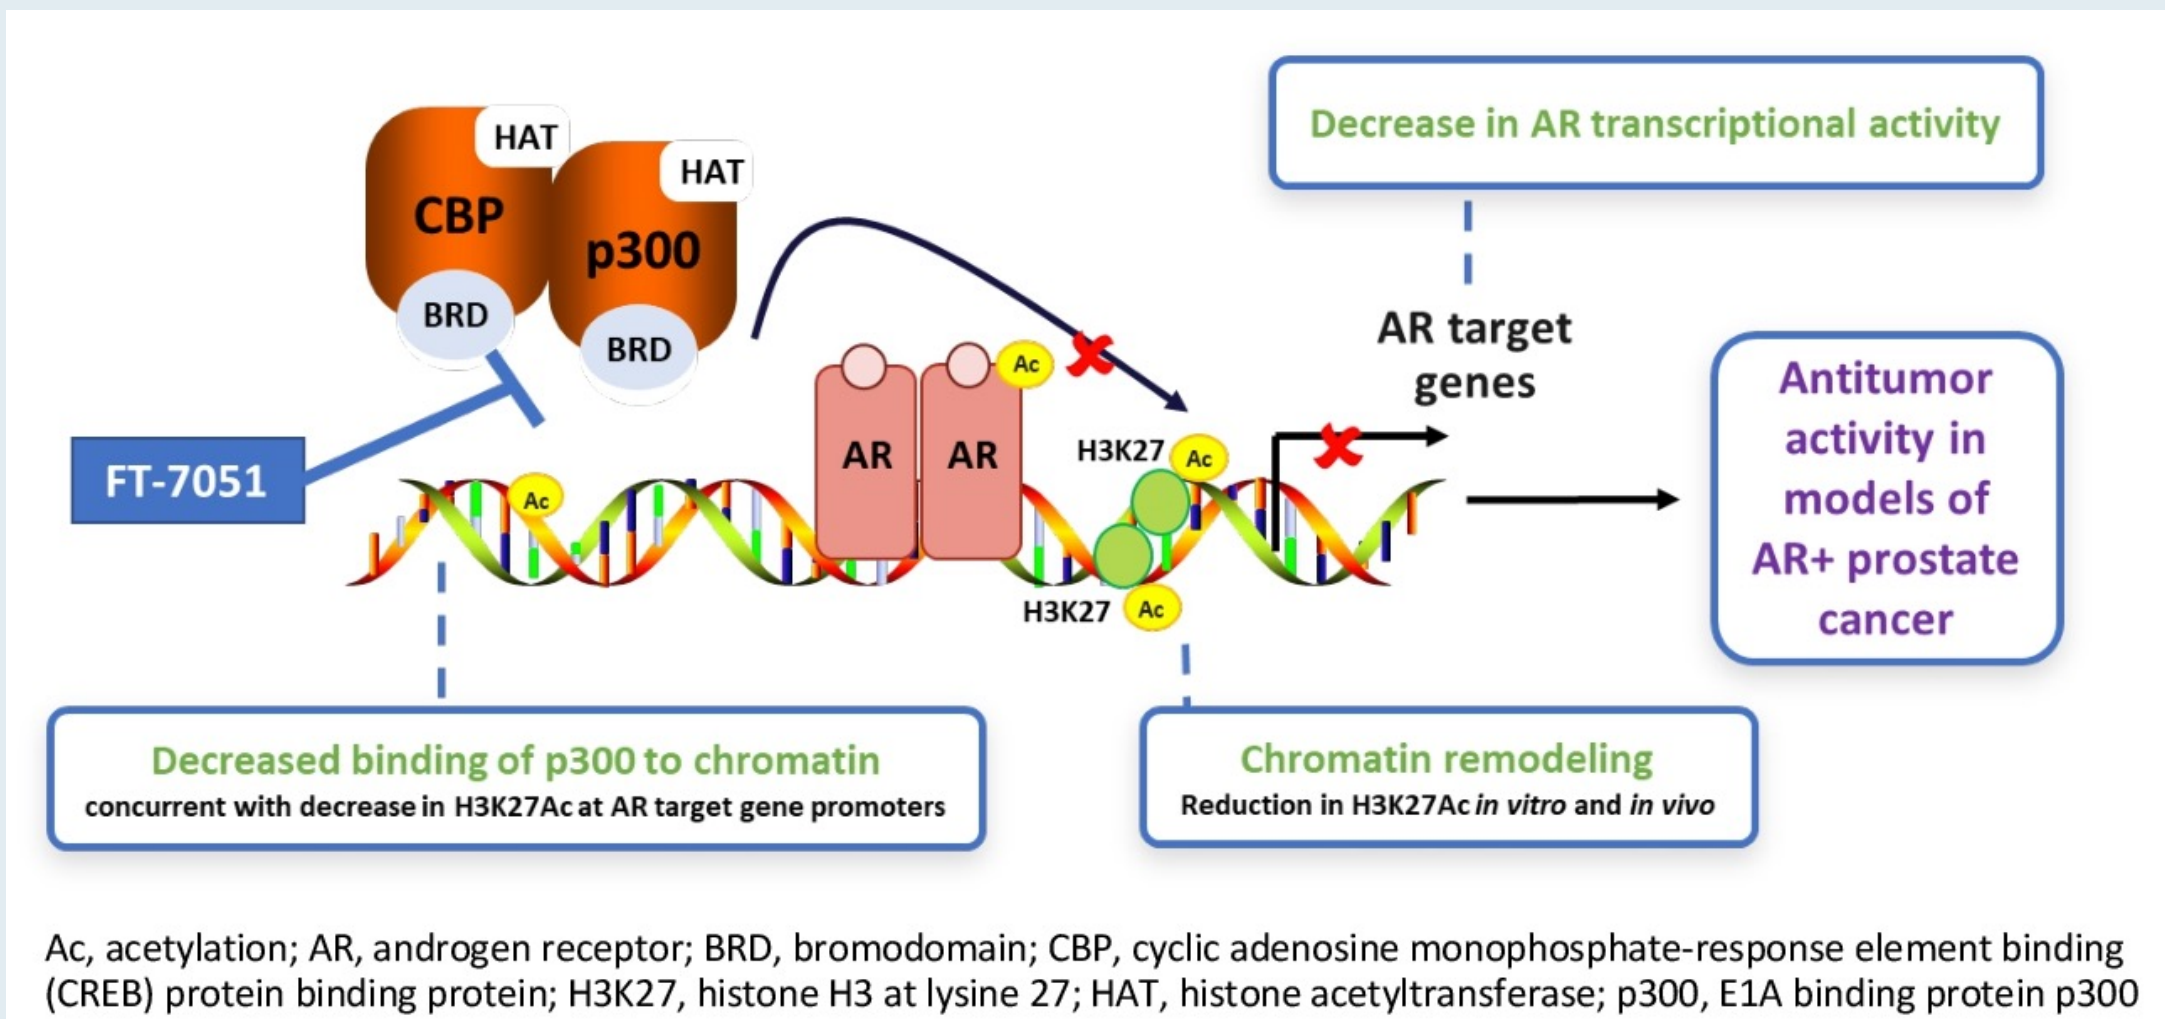 HAT
CBP
BRD
HAT
p300
BRD
FT-7051
Ac
AR
AR
Ac
H3K27
Ac
H3K27
Ac
Decrease in AR transcriptional activity
AR target
genes
Antitumor
activity in
models of
AR+ prostate
cancer
Decreased binding of p300 to chromatin
concurrent with decrease in H3K27Ac at AR target gene promoters
Chromatin remodeling
Reduction in H3K27Ac in vitro and in vivo
Ac, acetylation; AR, androgen receptor; BRD, bromodomain; CBP, cyclic adenosine monophosphate-response element binding
(CREB) protein binding protein; H3K27, histone H3 at lysine 27; HAT, histone acetyltransferase; p300, E1A binding protein p300